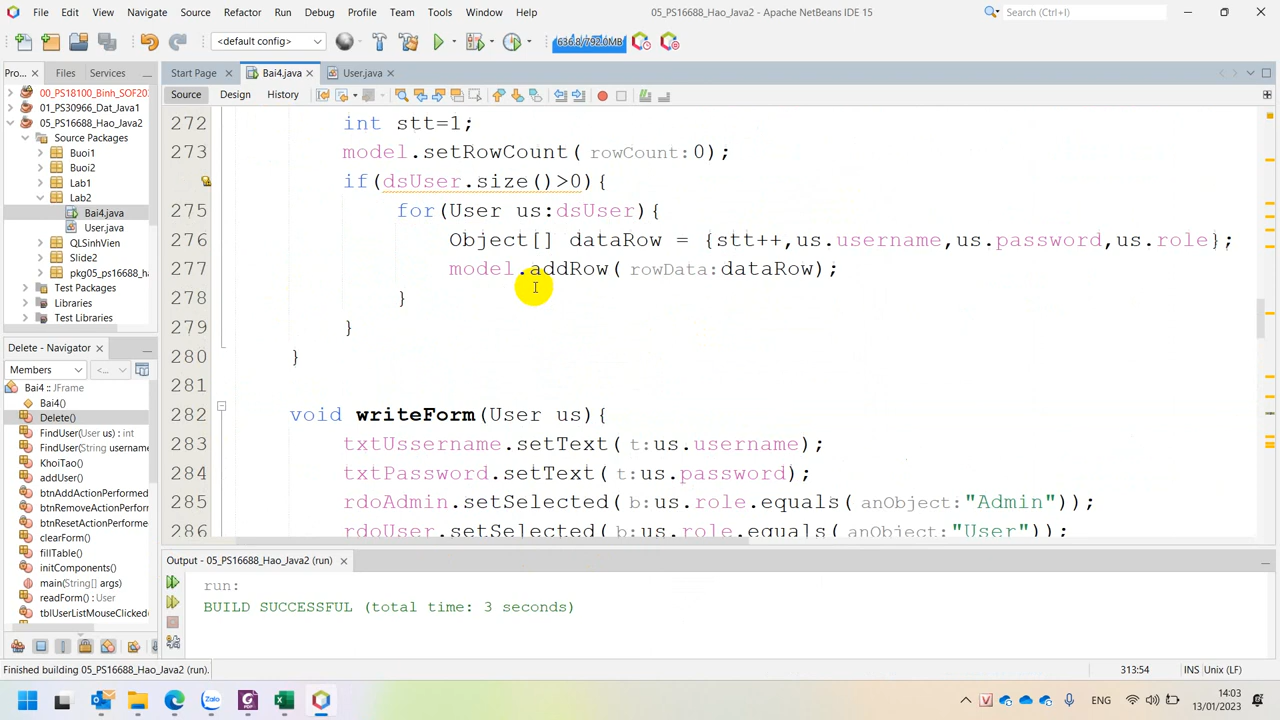 File Edit View Navigate Source Refactor Run Debug Profile Team Tools Window Help
05_PS16688_Hao_Java2 - Apache NetBeans IDE 15
Search (Ctrl+I)
<default config>
636.8/792.0MB
Pro... Files Services
Start Page Bai4.java User.java
Source Design History
00_PS18100_Binh_SOF20
01_PS30966_Dat_Java1
05_PS16688_Hao_Java2
Source Packages
Buoi1
Buoi2
Lab1
Lab2
Bai4.java
User.java
QLSinhVien
Slide2
pkg05_ps16688_ha
Test Packages
Libraries
Test Libraries
272 int stt=1;
273 model.setRowCount( rowCount: 0);
if(dsUser.size()>0){
275 for(User us:dsUser){
276 Object[] dataRow = {stt++,us.username,us.password,us.role};
277 model.addRow( rowData: dataRow);
278 }
279 }
280 }
281
282 void writeForm(User us){
283 txtUssername.setText( t: us.username);
284 txtPassword.setText( t: us.password);
285 rdoAdmin.setSelected( b: us.role.equals( anObject: "Admin"));
286 rdoUser.setSelected( b: us.role.equals( anObject: "User"));
Delete - Navigator
Members <...
Bai4 :: JFrame
Bai4()
Delete()
FindUser(User us) : int
FindUser(String username
KhoiTao()
addUser()
btnAddActionPerformed
btnRemoveActionPerform
btnResetActionPerforme
clearForm()
fillTable()
initComponents()
main(String[] args)
readForm() : User
tblUserListMouseClicked(
Output - 05_PS16688_Hao_Java2 (run)
run:
BUILD SUCCESSFUL (total time: 3 seconds)
Finished building 05_PS16688_Hao_Java2 (run).
313:54 INS Unix (LF)
Zalo
ENG
14:03
13/01/2023